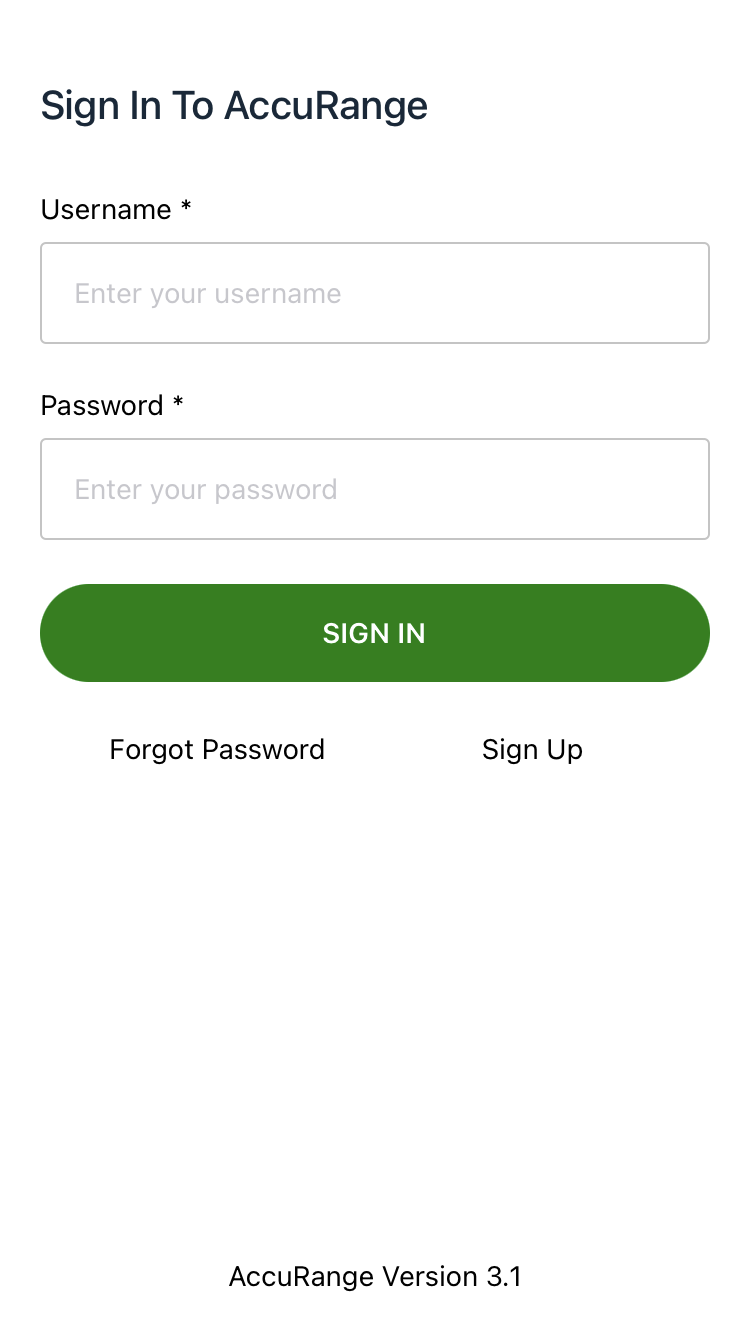 Sign In To AccuRange
Username *
Enter your username
Password *
Enter your password
SIGN IN
Forgot Password Sign Up
AccuRange Version 3.1